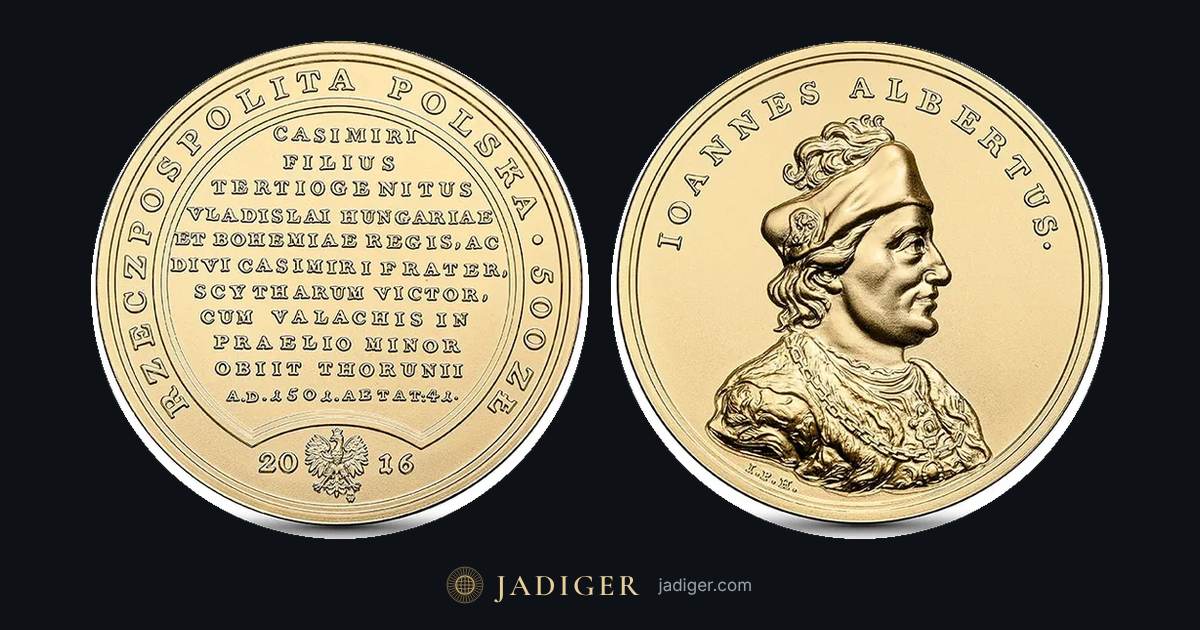 RZECZPOSPOLITA POLSKA · 500 ZŁ
CASIMIRI
FILIUS
TERTIOGENITUS
VLADISLAI HUNGARIAE
ET BOHEMIAE REGIS, AC
DIVI CASIMIRI FRATER,
SCYTHARUM VICTOR,
CUM VALACHIS IN
PRAELIO MINOR
OBIIT THORUNII
A.D.1501.AETAT:41.
20 16
IOANNES ALBERTUS.
I.B.H.
JADIGER jadiger.com